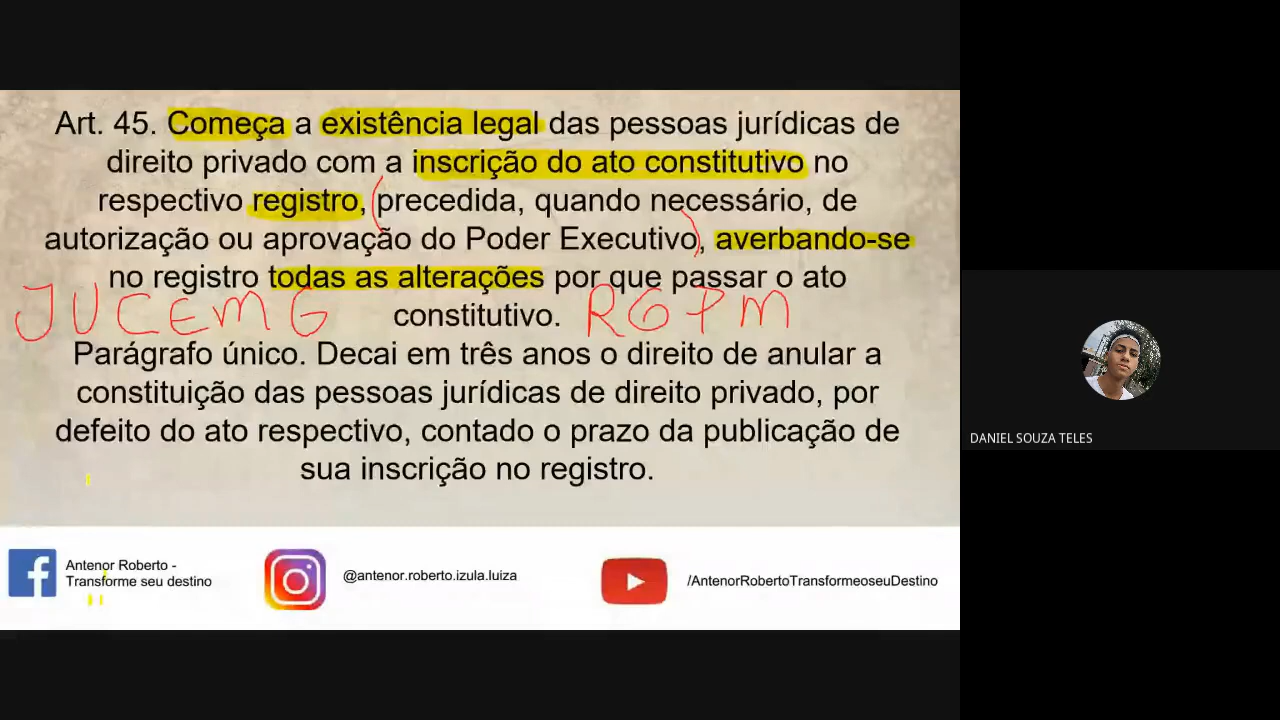 Art. 45. Começa a existência legal das pessoas jurídicas de
direito privado com a inscrição do ato constitutivo no
respectivo registro, (precedida, quando necessário, de
autorização ou aprovação do Poder Executivo), averbando-se
no registro todas as alterações por que passar o ato
JUCEMG constitutivo. RGPM
Parágrafo único. Decai em três anos o direito de anular a
constituição das pessoas jurídicas de direito privado, por
defeito do ato respectivo, contado o prazo da publicação de
sua inscrição no registro.
Antenor Roberto -
Transforme seu destino
@antenor.roberto.izula.luiza
/AntenorRobertoTransformeoseuDestino
DANIEL SOUZA TELES